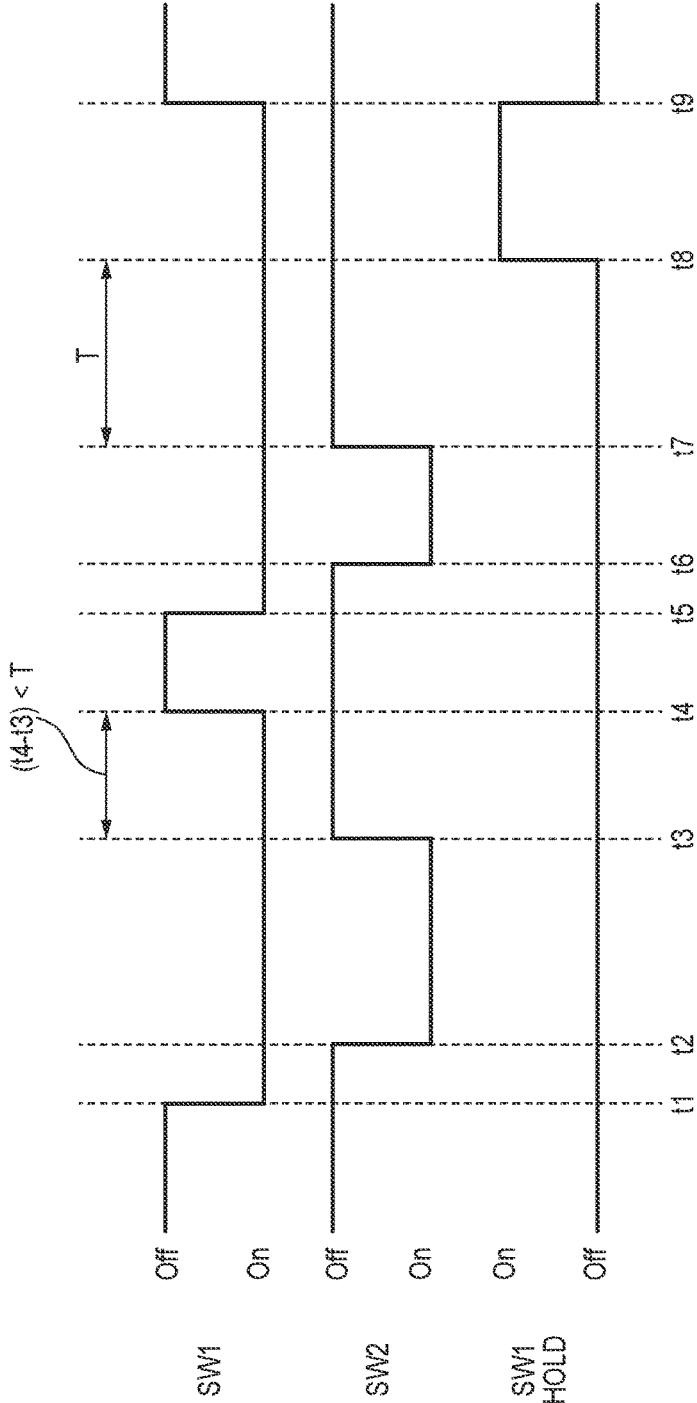 (t4-t3) < T
T
SW1
Off
On
SW2
Off
On
SW1
HOLD
On
Off
t1
t2
t3
t4
t5
t6
t7
t8
t9